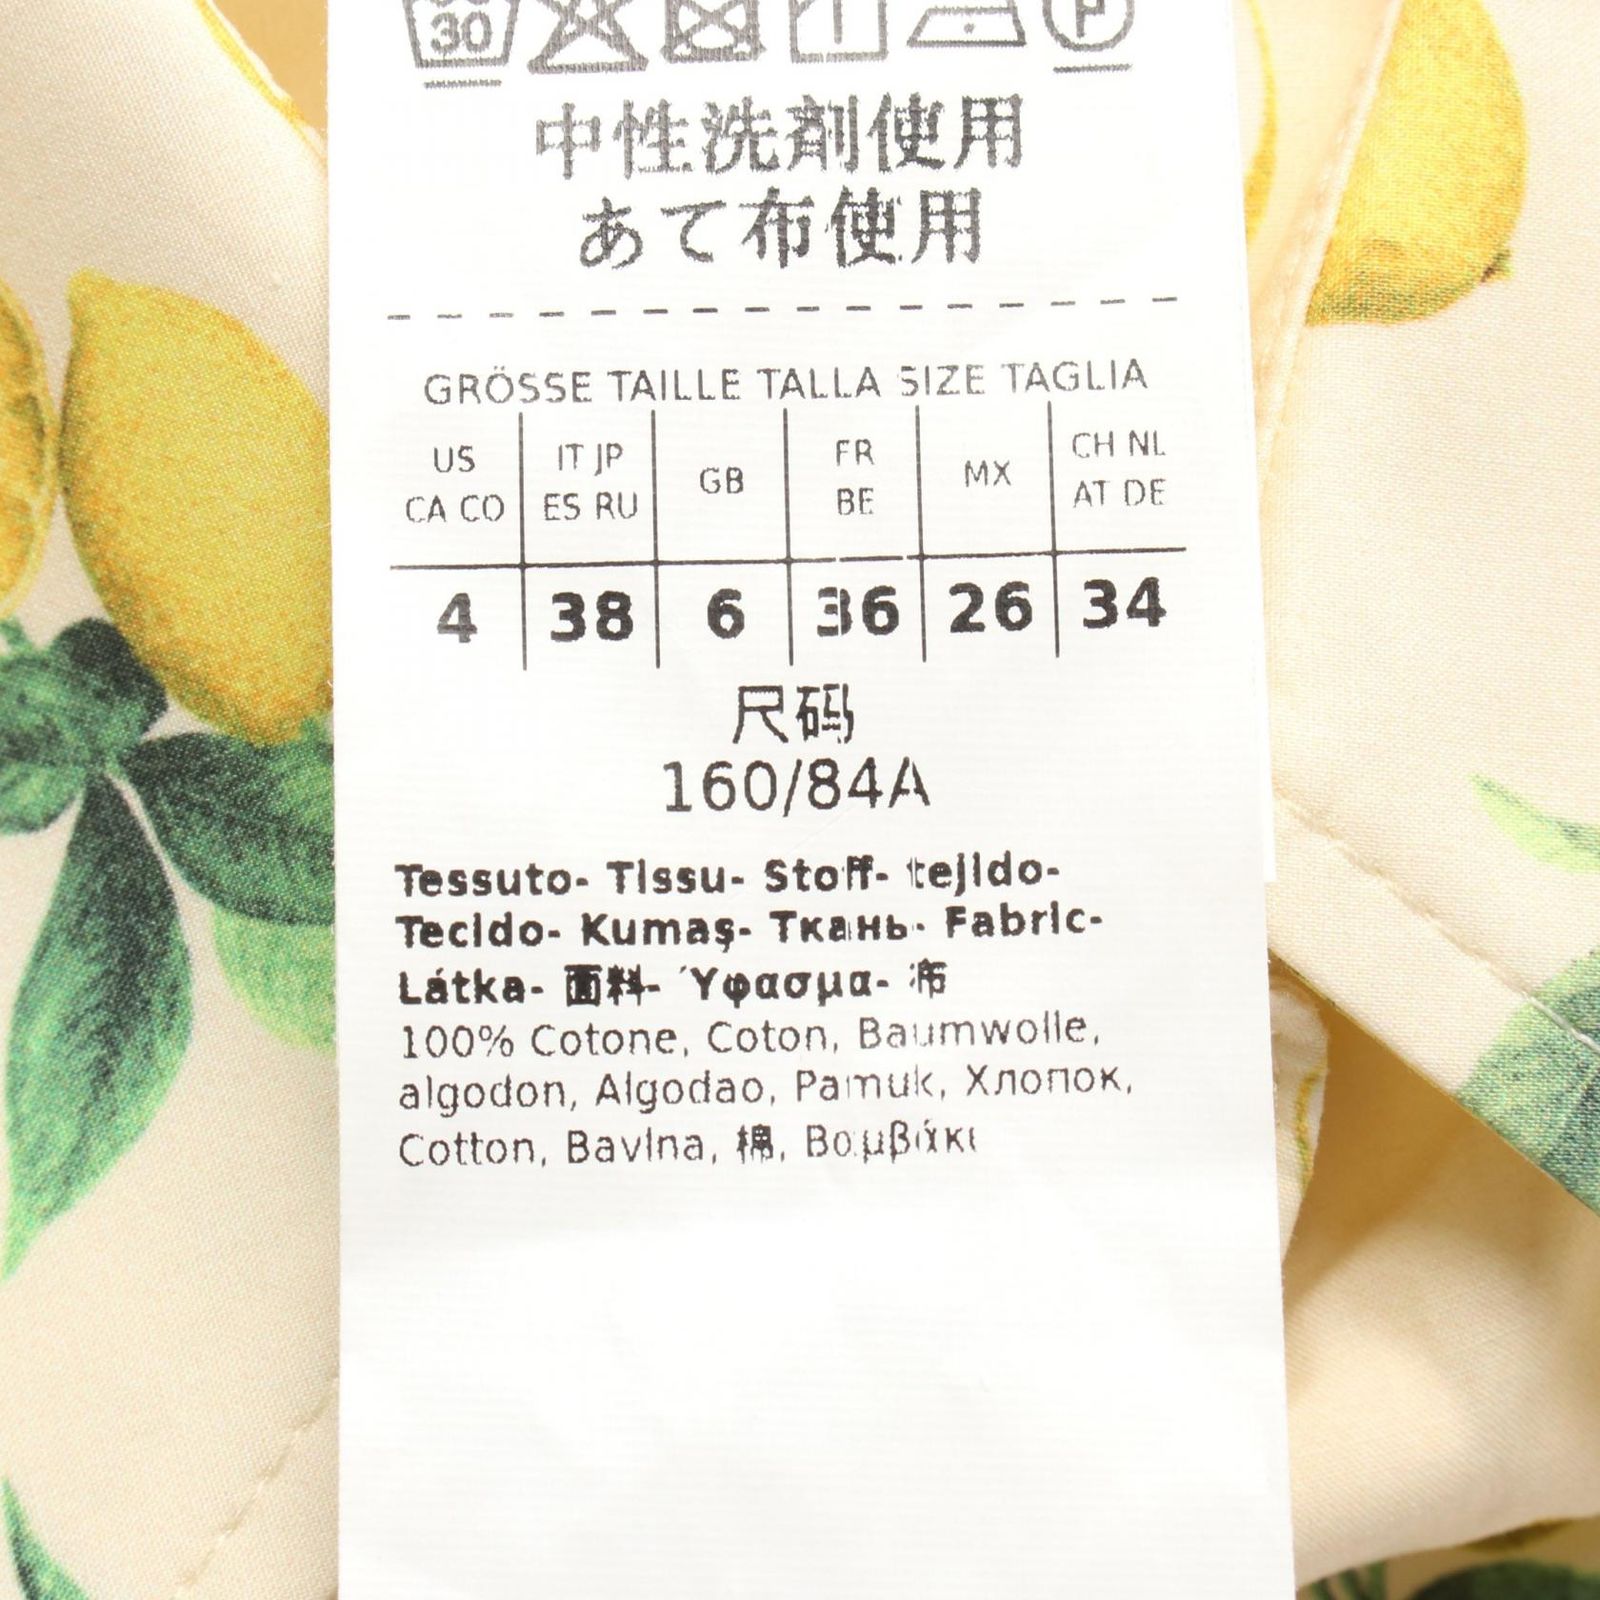 30
P
中性洗剤使用
あて布使用
GRÖSSE TAILLE TALLA SIZE TAGLIA
US CA CO
IT JP ES RU
GB
FR BE
MX
CH NL AT DE
4 38 6 36 26 34
尺码
160/84A
Tessuto- Tissu- Stoff- tejido-
Tecido- Kumaş- Ткань- Fabric-
Látka- 面料- Ύφασμα- 布
100% Cotone, Coton, Baumwolle,
algodon, Algodao, Pamuk, Хлопок,
Cotton, Bavlna, 棉, Βαμβάκι